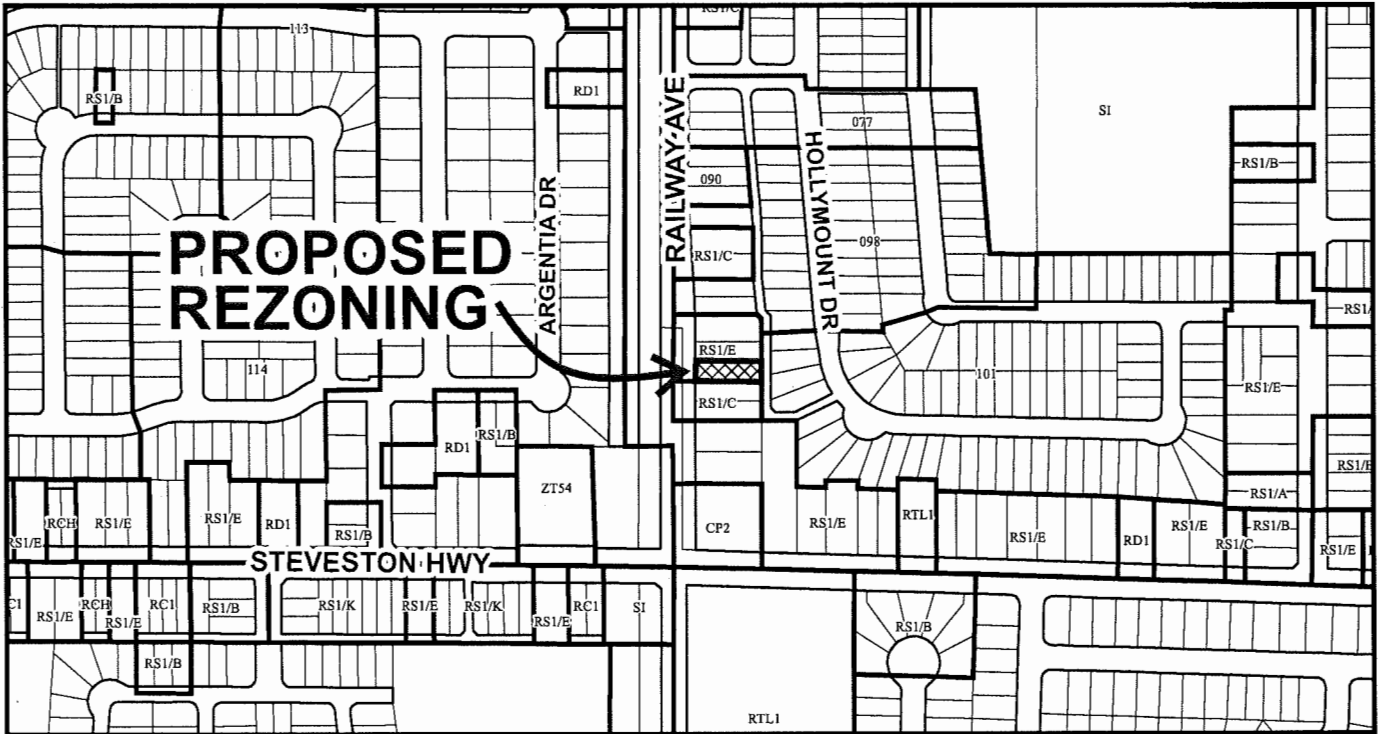 113
RS1/C
RS1/B
RD1
RAILWAY AVE
077
SI
HOLLYMOUNT DR
RS1/B
090
ARGENTIA DR
098
RS1/C
PROPOSED
REZONING
RS1/E
114
101
RS1/E
RS1/C
RD1
RS1/B
ZT54
RS1/A
RS1/E
RCH
RS1/E
RS1/E
RD1
RS1/B
CP2
RS1/E
RTL1
RS1/E
RD1
RS1/E
RS1/C
RS1/B
RS1/E
STEVESTON HWY
C1
RS1/E
RCH
RS1/E
RC1
RS1/B
RS1/K
RS1/E
RS1/K
RS1/E
RC1
SI
RS1/B
RS1/B
RTL1